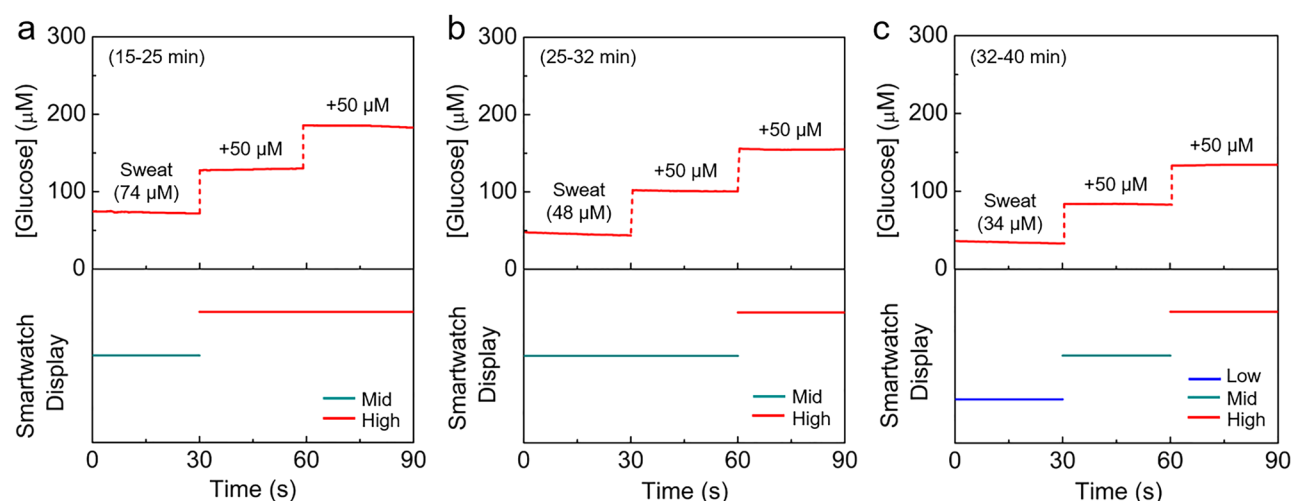 a
300
200
100
0
[Glucose] (μM)
(15-25 min)
Sweat
(74 μM)
+50 μM
+50 μM
Smartwatch
Display
Mid
High
0
30
60
90
Time (s)
b
300
200
100
0
[Glucose] (μM)
(25-32 min)
Sweat
(48 μM)
+50 μM
+50 μM
Smartwatch
Display
Mid
High
0
30
60
90
Time (s)
c
300
200
100
0
[Glucose] (μM)
(32-40 min)
Sweat
(34 μM)
+50 μM
+50 μM
Smartwatch
Display
Low
Mid
High
0
30
60
90
Time (s)